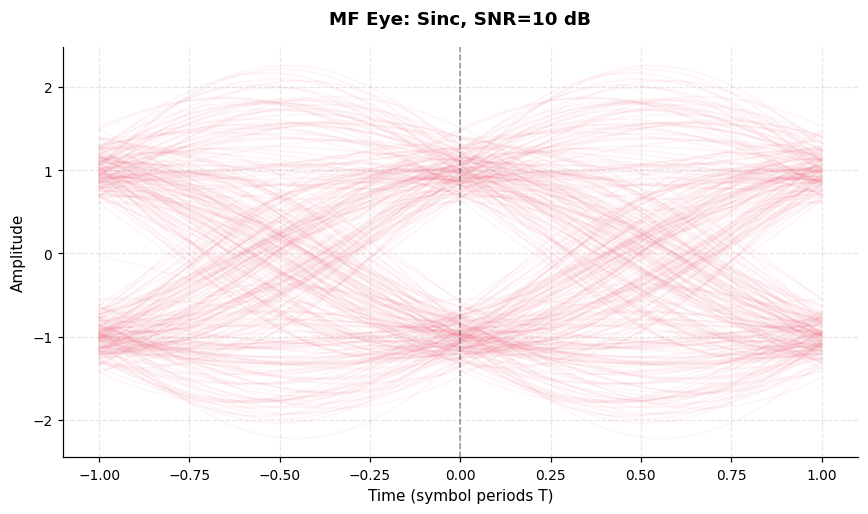 MF Eye: Sinc, SNR=10 dB
Amplitude
2
1
0
−1
−2
−1.00 −0.75 −0.50 −0.25 0.00 0.25 0.50 0.75 1.00
Time (symbol periods T)